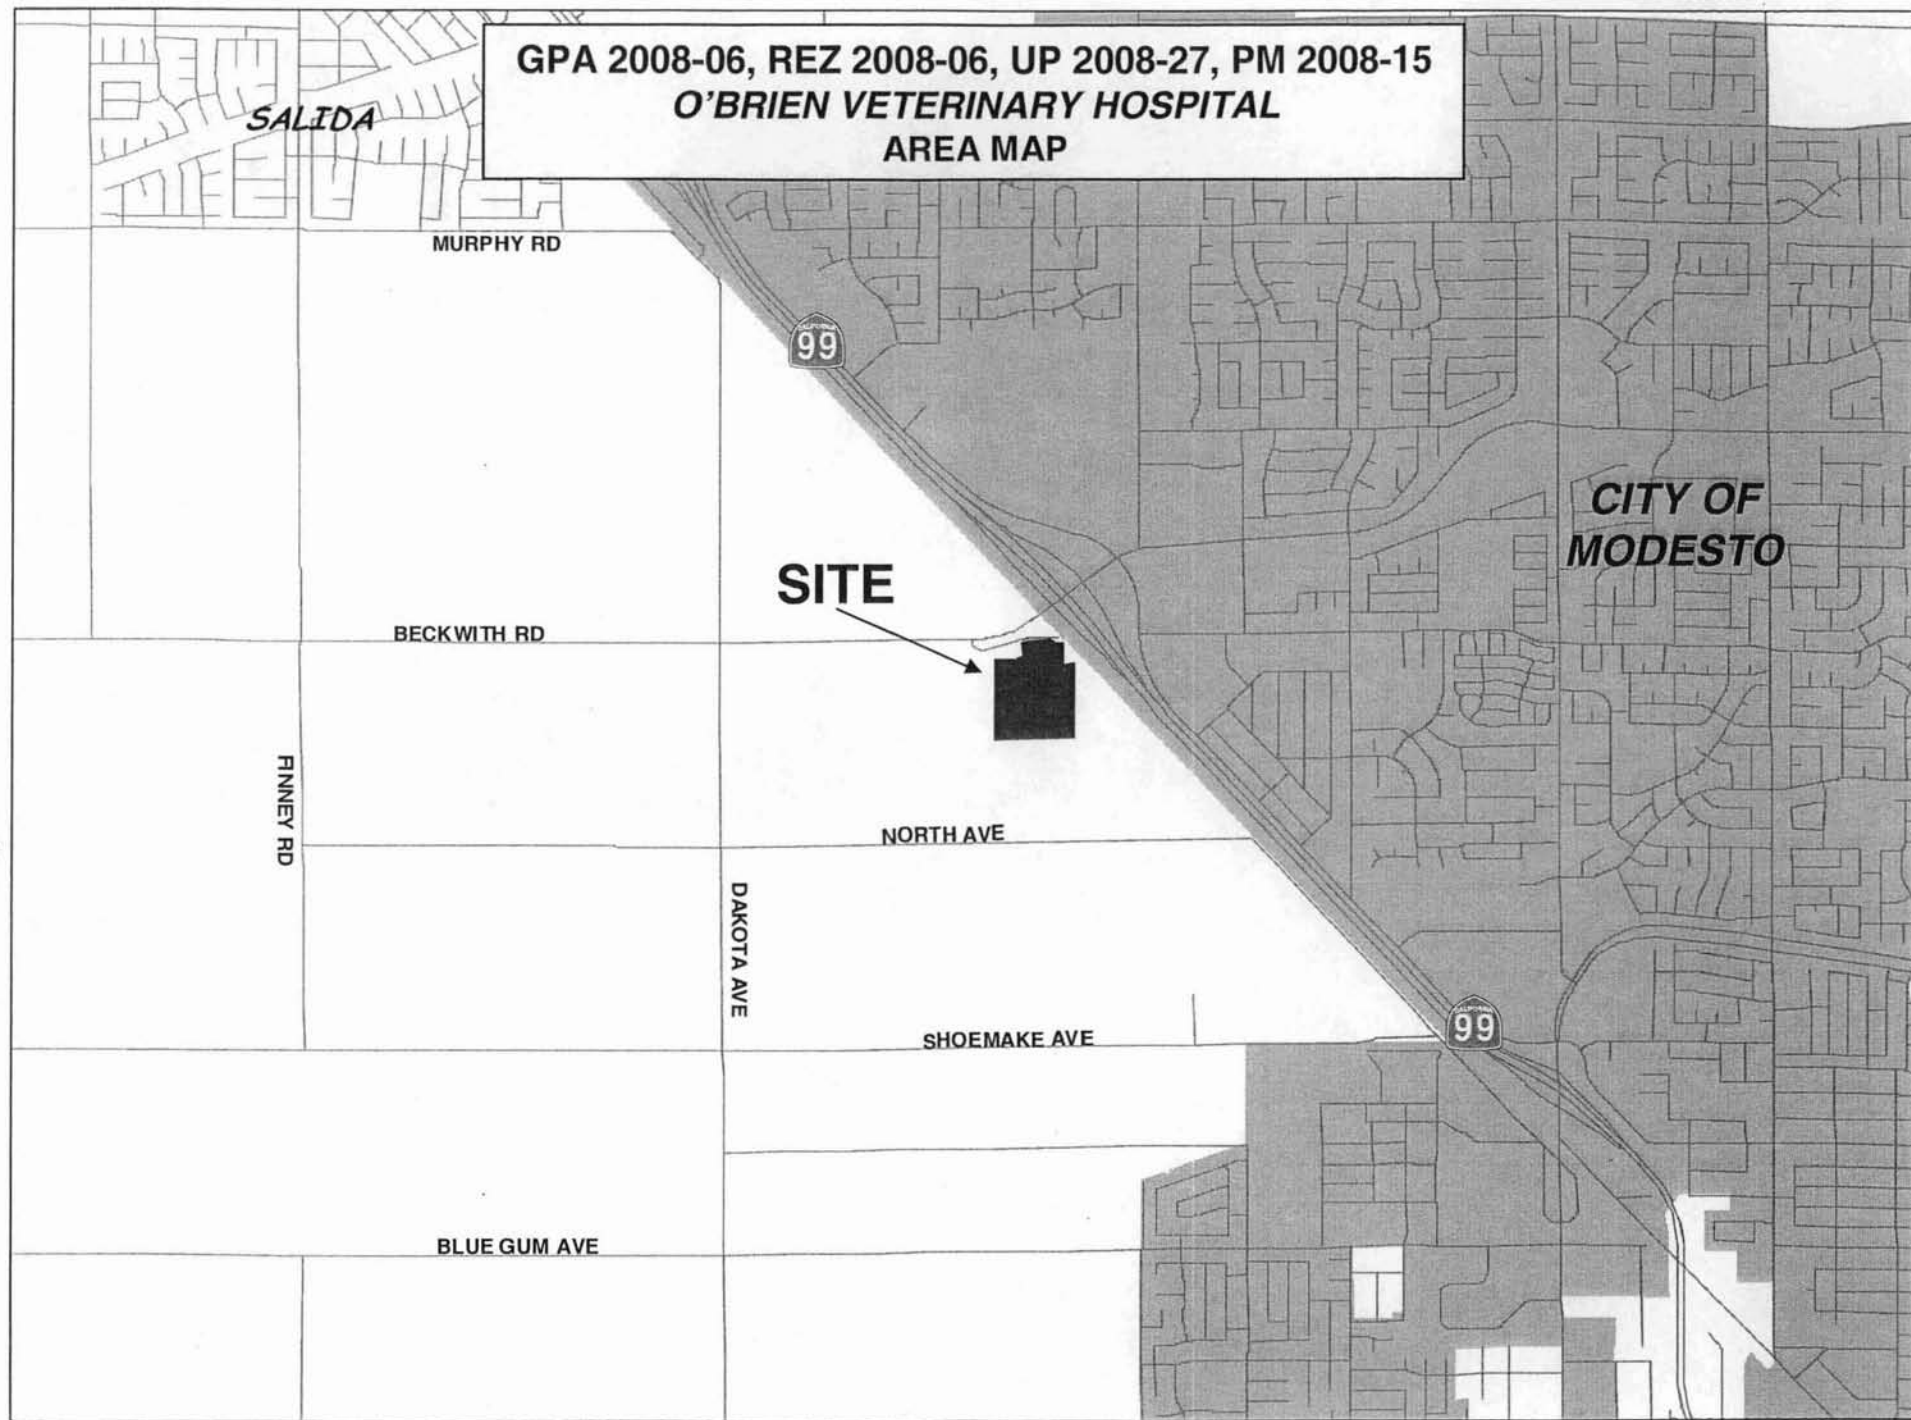 GPA 2008-06, REZ 2008-06, UP 2008-27, PM 2008-15
O'BRIEN VETERINARY HOSPITAL
AREA MAP
SALIDA
MURPHY RD
CALIFORNIA
99
CITY OF
MODESTO
SITE
BECKWITH RD
FINNEY RD
NORTH AVE
DAKOTA AVE
CALIFORNIA
99
SHOEMAKE AVE
BLUE GUM AVE